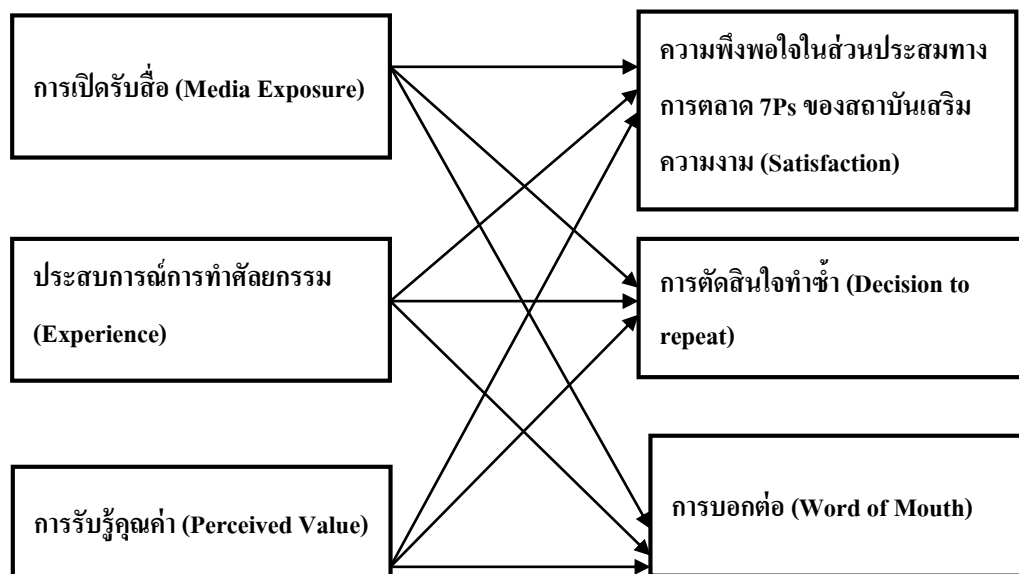 การเปิดรับสื่อ (Media Exposure)
ประสบการณ์การทำศัลยกรรม
(Experience)
การรับรู้คุณค่า (Perceived Value)
ความพึงพอใจในส่วนประสมทาง
การตลาด 7Ps ของสถาบันเสริม
ความงาม (Satisfaction)
การตัดสินใจทำซ้ำ (Decision to
repeat)
การบอกต่อ (Word of Mouth)